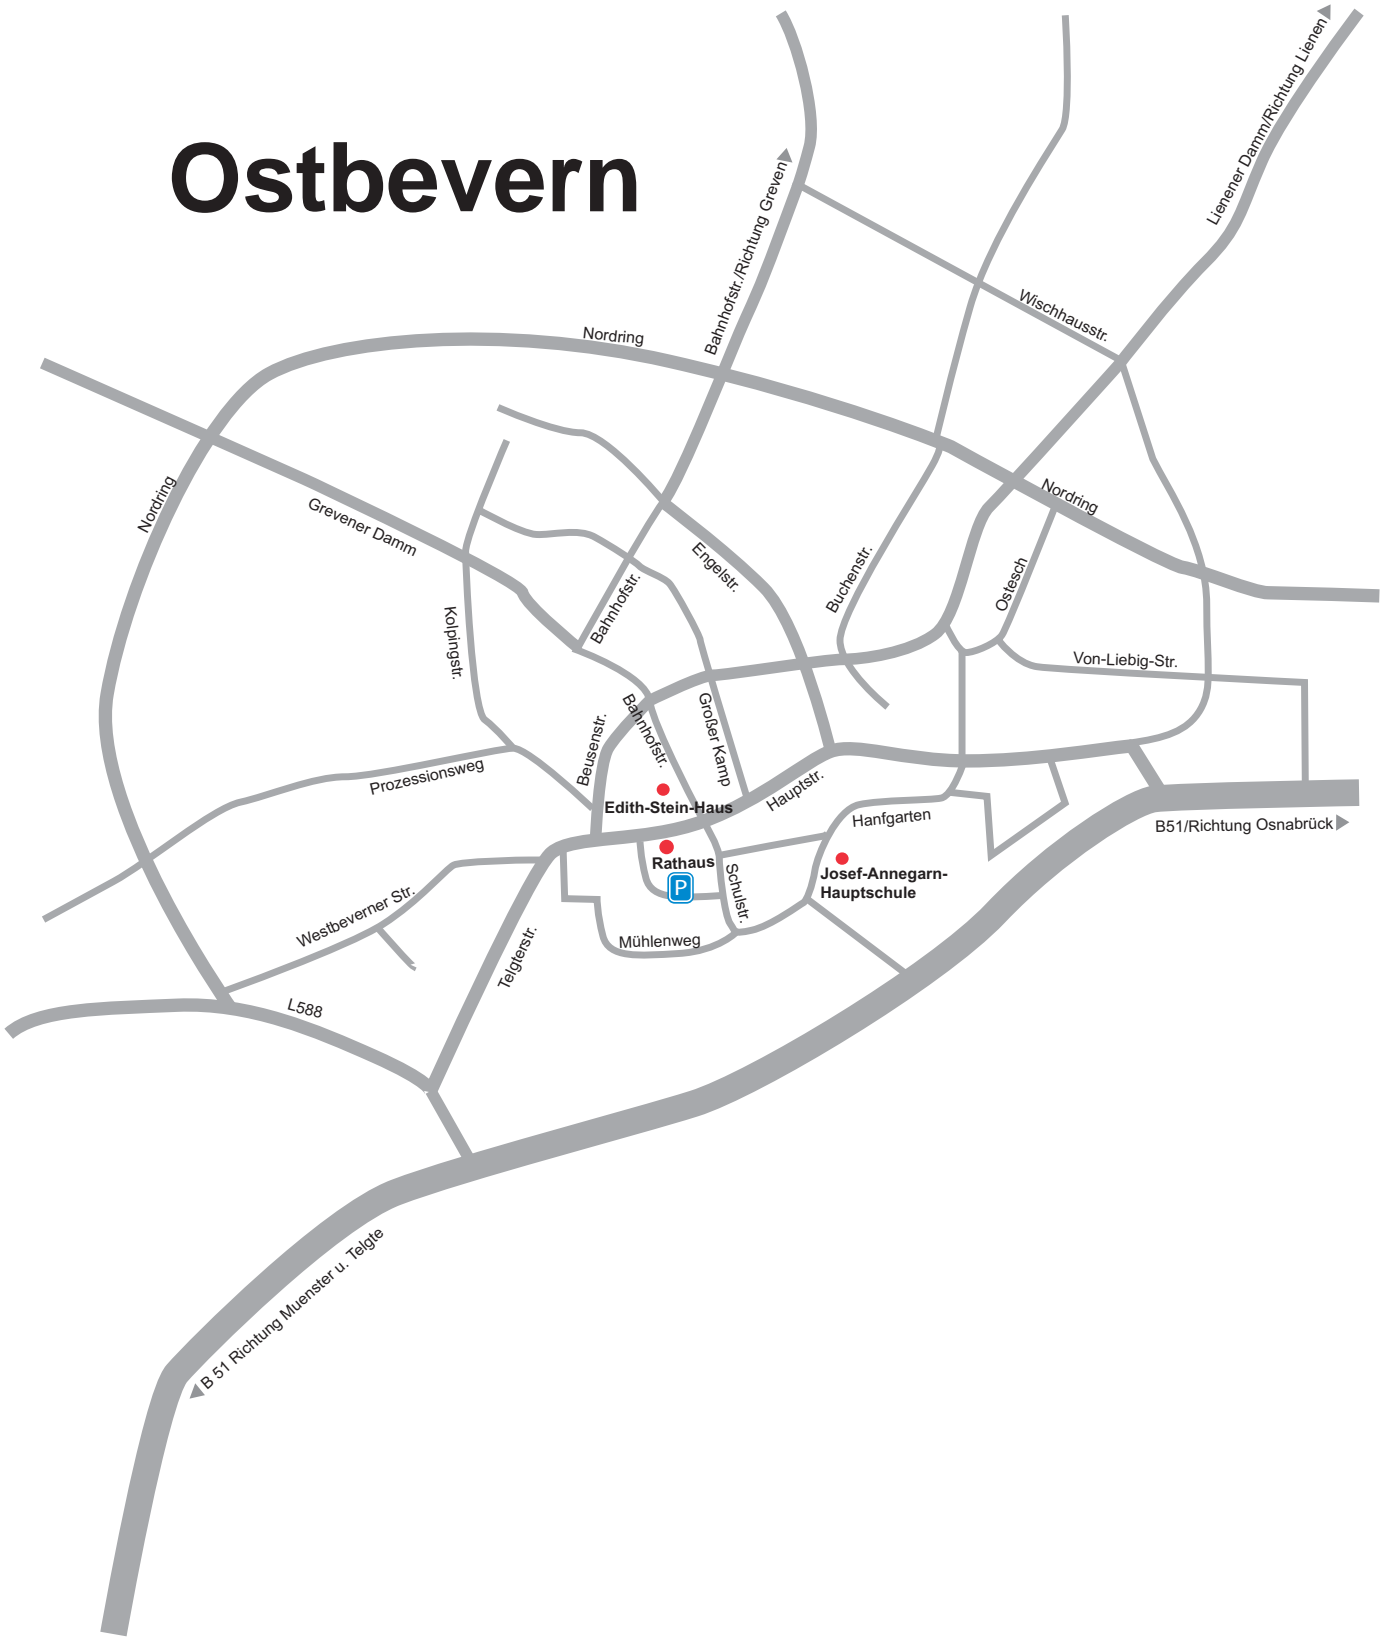 Ostbevern
Lienener Damm/Richtung Lienen
Bahnhofstr./Richtung Greven
Wischhausstr.
Nordring
Nordring
Nordring
Grevener Damm
Engelstr.
Buchenstr.
Ostesch
Bahnhofstr.
Kolpingstr.
Von-Liebig-Str.
Bahnhofstr.
Großer Kamp
Beusenstr.
Prozessionsweg
Hauptstr.
Edith-Stein-Haus
Hanfgarten
B51/Richtung Osnabrück
Rathaus
P
Schulstr.
Josef-Annegarn-
Hauptschule
Westbeverner Str.
Mühlenweg
Telgterstr.
L588
B 51 Richtung Muenster u. Telgte